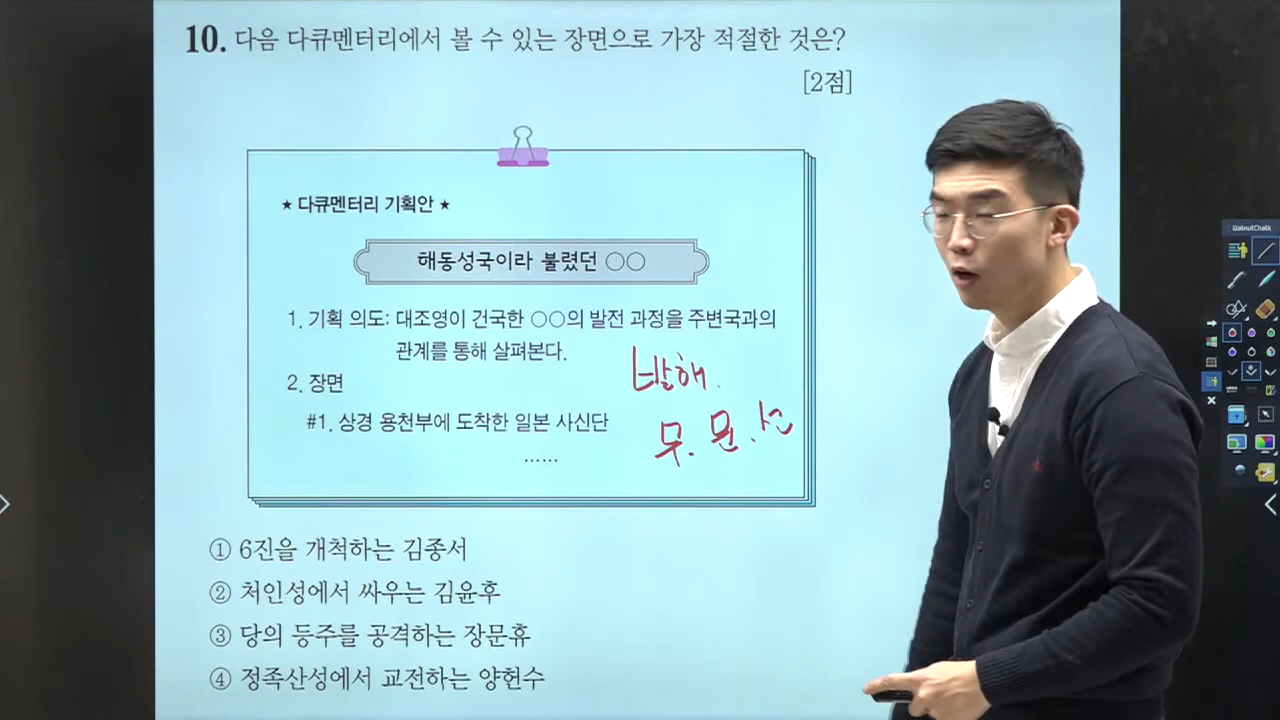 10. 다음 다큐멘터리에서 볼 수 있는 장면으로 가장 적절한 것은?
[2점]
★ 다큐멘터리 기획안 ★
해동성국이라 불렸던 ○○
1. 기획 의도: 대조영이 건국한 ○○의 발전 과정을 주변국과의
관계를 통해 살펴본다.
2. 장면
#1. 상경 용천부에 도착한 일본 사신단
……
발해.
무.문.선
① 6진을 개척하는 김종서
② 처인성에서 싸우는 김윤후
③ 당의 등주를 공격하는 장문휴
④ 정족산성에서 교전하는 양헌수
WalnutChalk